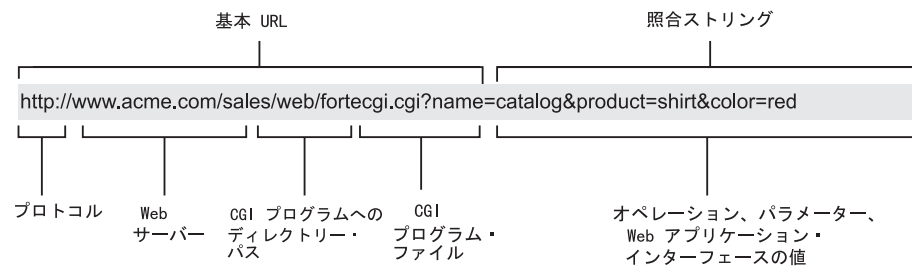 基本 URL
照合ストリング
http://www.acme.com/sales/web/fortecgi.cgi?name=catalog&product=shirt&color=red
プロトコル
Web
サーバー
CGI プログラムへの
ディレクトリー・
パス
CGI
プログラム・
ファイル
オペレーション、パラメーター、
Web アプリケーション・
インターフェースの値